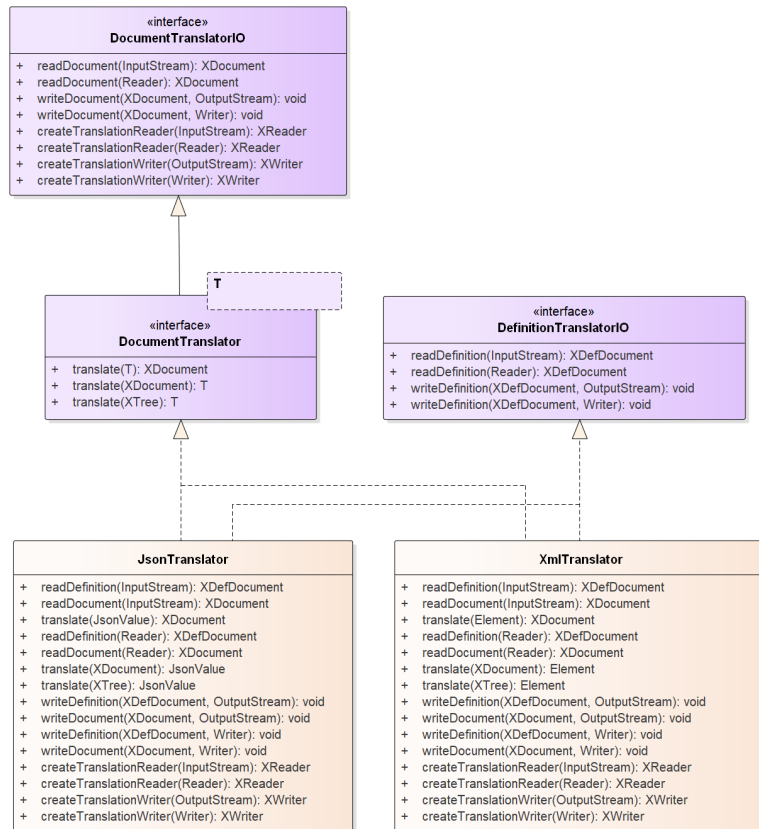 «interface»
DocumentTranslatorIO
+ readDocument(InputStream): XDocument
+ readDocument(Reader): XDocument
+ writeDocument(XDocument, OutputStream): void
+ writeDocument(XDocument, Writer): void
+ createTranslationReader(InputStream): XReader
+ createTranslationReader(Reader): XReader
+ createTranslationWriter(OutputStream): XWriter
+ createTranslationWriter(Writer): XWriter
T
«interface»
DocumentTranslator
+ translate(T): XDocument
+ translate(XDocument): T
+ translate(XTree): T
«interface»
DefinitionTranslatorIO
+ readDefinition(InputStream): XDefDocument
+ readDefinition(Reader): XDefDocument
+ writeDefinition(XDefDocument, OutputStream): void
+ writeDefinition(XDefDocument, Writer): void
JsonTranslator
+ readDefinition(InputStream): XDefDocument
+ readDocument(InputStream): XDocument
+ translate(JsonValue): XDocument
+ readDefinition(Reader): XDefDocument
+ readDocument(Reader): XDocument
+ translate(XDocument): JsonValue
+ translate(XTree): JsonValue
+ writeDefinition(XDefDocument, OutputStream): void
+ writeDocument(XDocument, OutputStream): void
+ writeDefinition(XDefDocument, Writer): void
+ writeDocument(XDocument, Writer): void
+ createTranslationReader(InputStream): XReader
+ createTranslationReader(Reader): XReader
+ createTranslationWriter(OutputStream): XWriter
+ createTranslationWriter(Writer): XWriter
XmlTranslator
+ readDefinition(InputStream): XDefDocument
+ readDocument(InputStream): XDocument
+ translate(Element): XDocument
+ readDefinition(Reader): XDefDocument
+ readDocument(Reader): XDocument
+ translate(XDocument): Element
+ translate(XTree): Element
+ writeDefinition(XDefDocument, OutputStream): void
+ writeDocument(XDocument, OutputStream): void
+ writeDefinition(XDefDocument, Writer): void
+ writeDocument(XDocument, Writer): void
+ createTranslationReader(InputStream): XReader
+ createTranslationReader(Reader): XReader
+ createTranslationWriter(OutputStream): XWriter
+ createTranslationWriter(Writer): XWriter